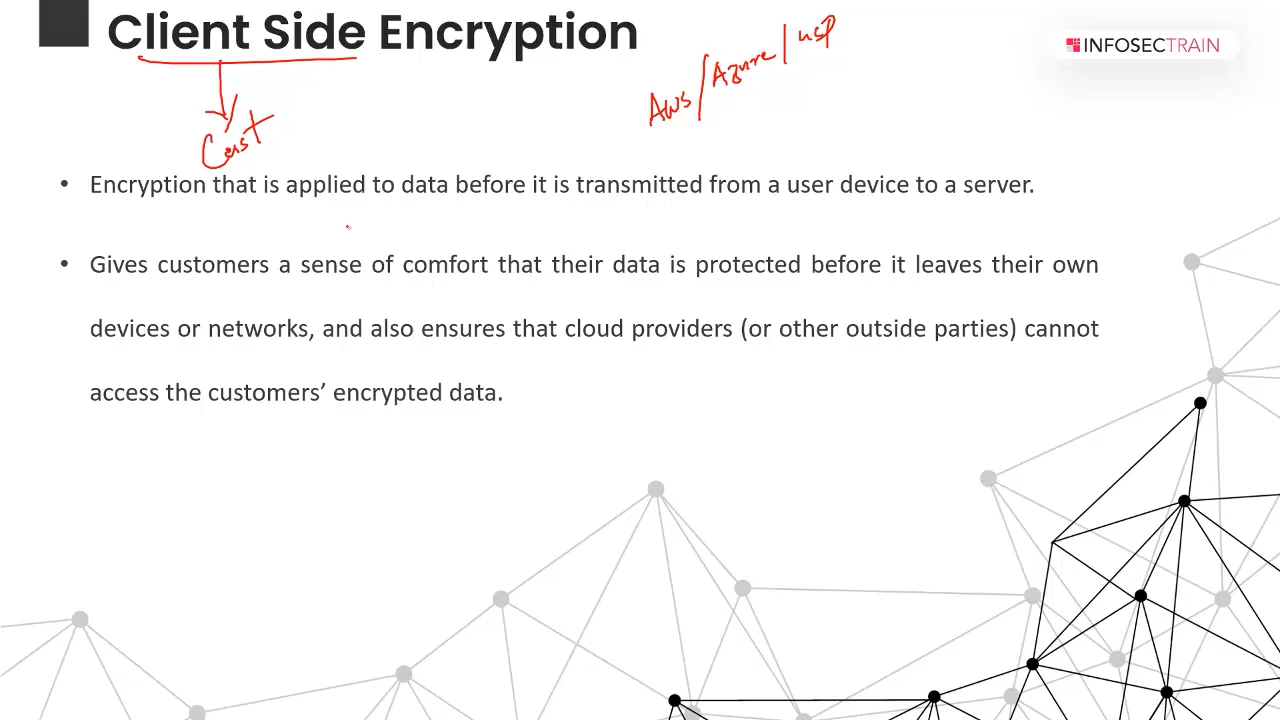 Client Side Encryption
INFOSECTRAIN
AWS/Azure/
• Encryption that is applied to data before it is transmitted from a user device to a server.
• Gives customers a sense of comfort that their data is protected before it leaves their own
devices or networks, and also ensures that cloud providers (or other outside parties) cannot
access the customers’ encrypted data.